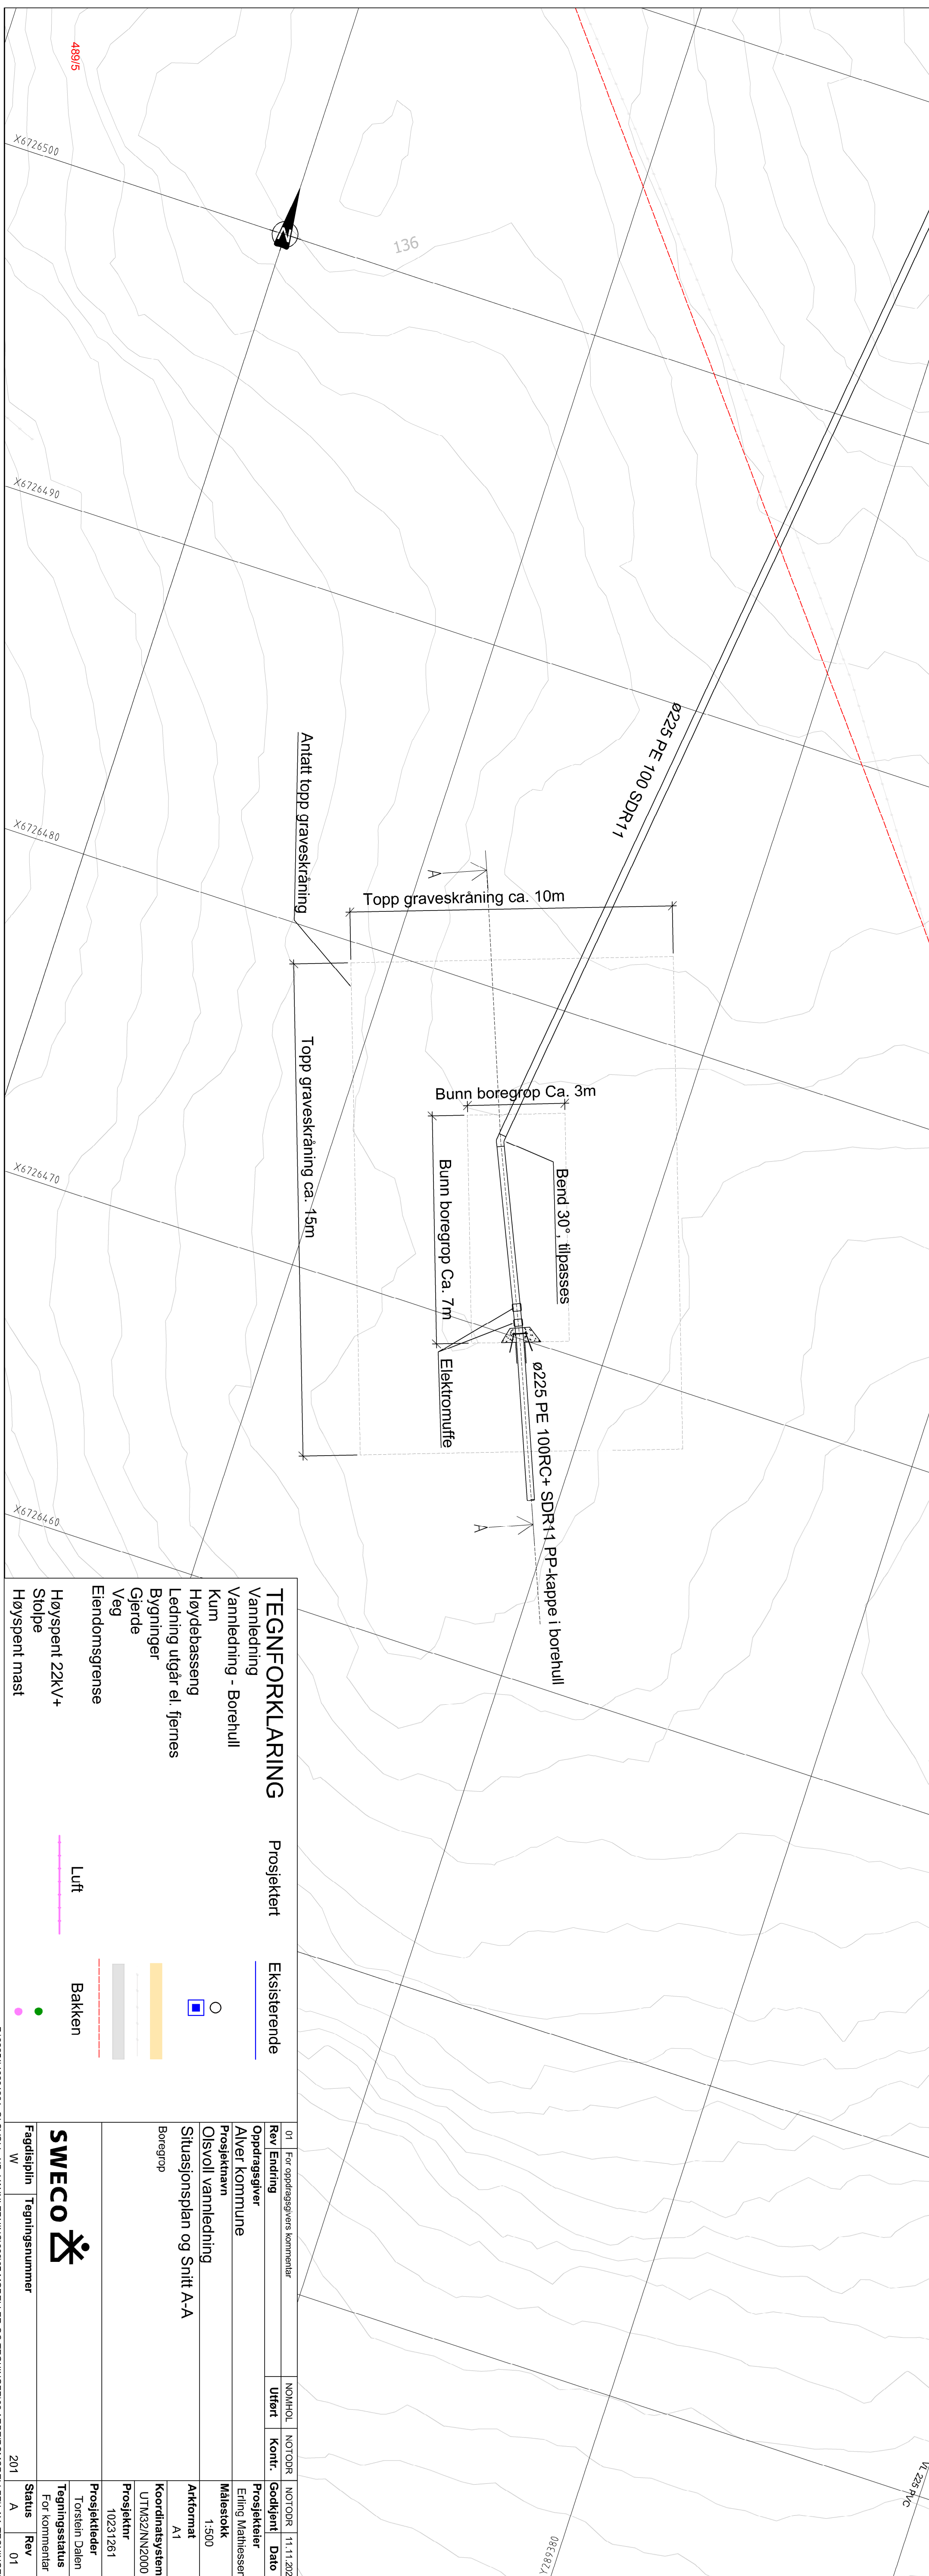 489/5
X6726500
136
X6726490
ø225 PE 100 SDR11
Antatt topp graveskråning
X6726480
A
Topp graveskråning ca. 10m
Topp graveskråning ca. 15m
Bunn boregrop Ca. 3m
Bunn boregrop Ca. 7m
Bend 30°, tilpasses
X6726470
Elektromuffe
ø225 PE 100RC+ SDR11 PP-kappe i borehull
A
X6726460
VL 225 PVC
TEGNFORKLARING
Prosjektert
Eksisterende
Vannledning
Vannledning - Borehull
Kum
Høydebasseng
Ledning utgår el. fjernes
Bygninger
Gjerde
Veg
Eiendomsgrense
Luft
Bakken
Høyspent 22kV+
Stolpe
Høyspent mast
01 For oppdragsgivers kommentar NOMHOL NOTODR NOTODR
Rev Endring Utført Kontr. Godkjent Dato
Oppdragsgiver
Alver kommune
Prosjekteier
Erling Mathiessen
Prosjektnavn
Olsvoll vannledning
Målestokk
1:500
Situasjonsplan og Snitt A-A
Boregrop
Arkformat
A1
Koordinatsystem
UTM32/NN2000
Prosjektnr
10231261
SWECO
Prosjektleder
Torstein Dalen
Tegningsstatus
For kommentar
Fagdisiplin
W
Tegningsnummer
201
Status
A
Rev
01